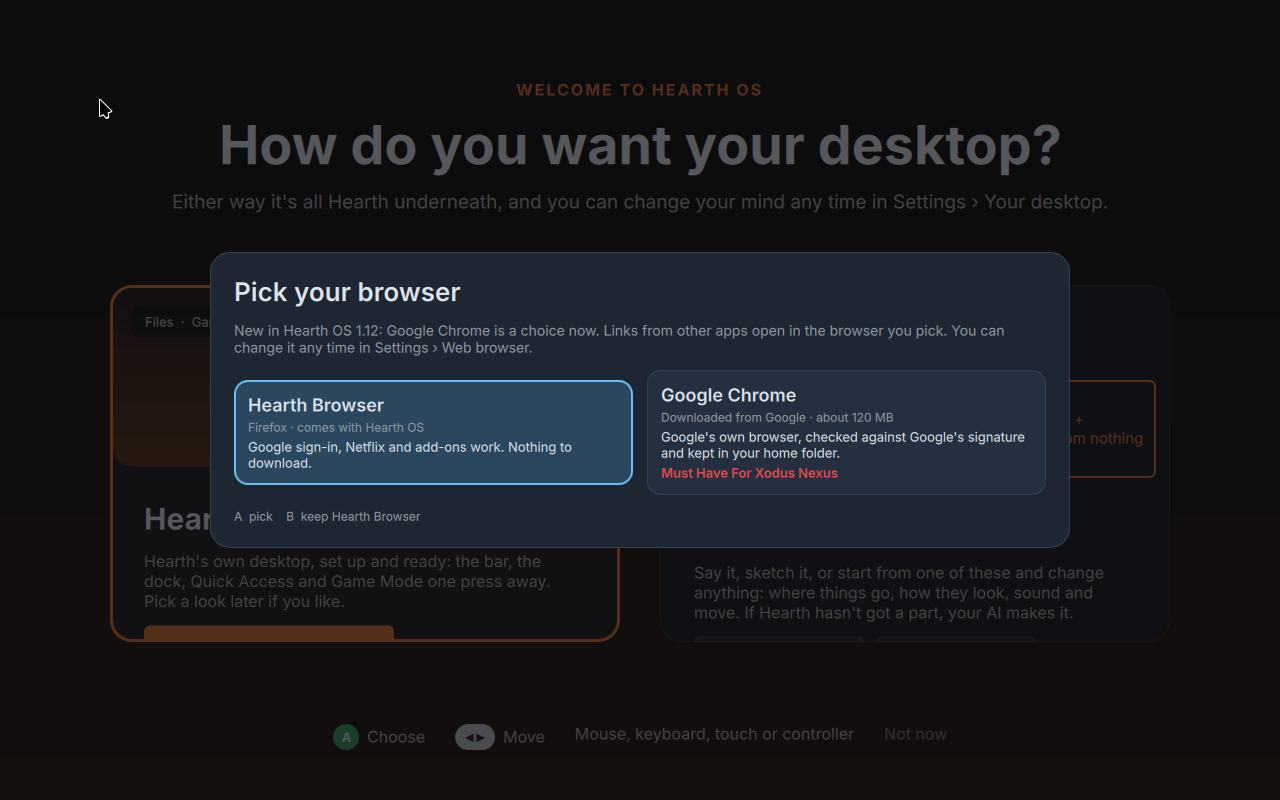 WELCOME TO HEARTH OS
How do you want your desktop?
Either way it's all Hearth underneath, and you can change your mind any time in Settings › Your desktop.
Pick your browser
New in Hearth OS 1.12: Google Chrome is a choice now. Links from other apps open in the browser you pick. You can
change it any time in Settings › Web browser.
Files ·
Hearth Browser
Firefox · comes with Hearth OS
Google sign-in, Netflix and add-ons work. Nothing to
download.
Google Chrome
Downloaded from Google · about 120 MB
Google's own browser, checked against Google's signature
and kept in your home folder.
Must Have For Xodus Nexus
+
nothing
A pick B keep Hearth Browser
Hearth's own desktop, set up and ready: the bar, the
dock, Quick Access and Game Mode one press away.
Pick a look later if you like.
Say it, sketch it, or start from one of these and change
anything: where things go, how they look, sound and
move. If Hearth hasn't got a part, your AI makes it.
A Choose ◀▶ Move Mouse, keyboard, touch or controller Not now